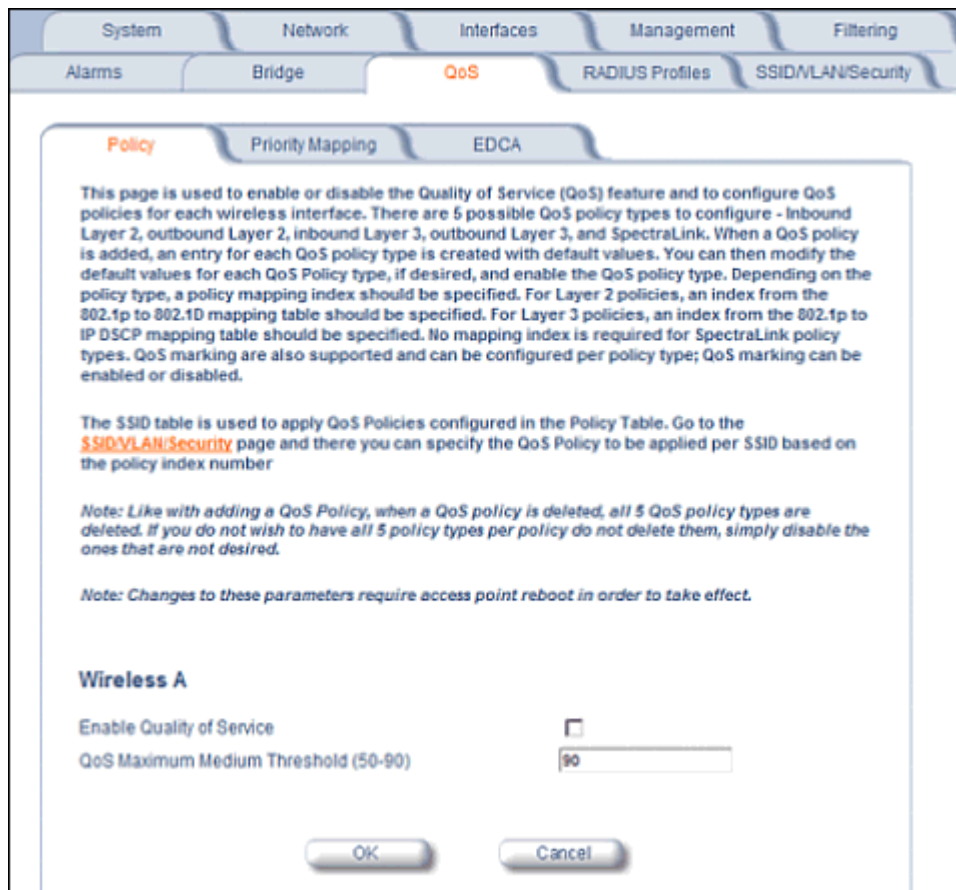 System
Network
Interfaces
Management
Filtering
Alarms
Bridge
QoS
RADIUS Profiles
SSID/VLAN/Security
Policy
Priority Mapping
EDCA
This page is used to enable or disable the Quality of Service (QoS) feature and to configure QoS
policies for each wireless interface. There are 5 possible QoS policy types to configure - Inbound
Layer 2, outbound Layer 2, inbound Layer 3, outbound Layer 3, and SpectraLink. When a QoS policy
is added, an entry for each QoS policy type is created with default values. You can then modify the
default values for each QoS Policy type, if desired, and enable the QoS policy type. Depending on the
policy type, a policy mapping index should be specified. For Layer 2 policies, an index from the
802.1p to 802.1D mapping table should be specified. For Layer 3 policies, an index from the 802.1p to
IP DSCP mapping table should be specified. No mapping index is required for SpectraLink policy
types. QoS marking are also supported and can be configured per policy type; QoS marking can be
enabled or disabled.
The SSID table is used to apply QoS Policies configured in the Policy Table. Go to the
SSID/VLAN/Security page and there you can specify the QoS Policy to be applied per SSID based on
the policy index number
Note: Like with adding a QoS Policy, when a QoS policy is deleted, all 5 QoS policy types are
deleted. If you do not wish to have all 5 policy types per policy do not delete them, simply disable the
ones that are not desired.
Note: Changes to these parameters require access point reboot in order to take effect.
Wireless A
Enable Quality of Service
QoS Maximum Medium Threshold (50-90)
90
OK
Cancel